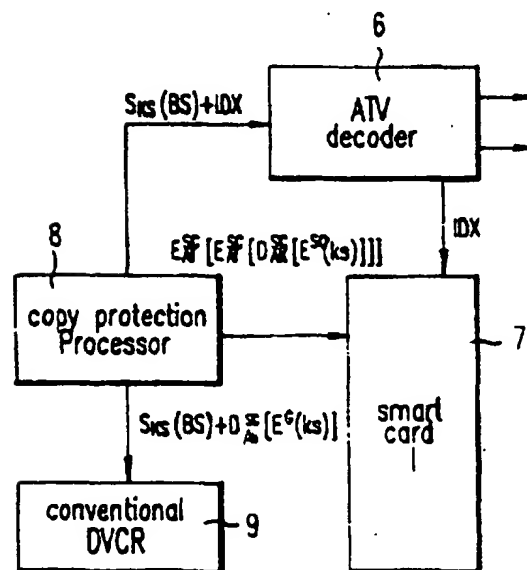 6
ATV
decoder
S_KS(BS)+IDX
IDX
8
copy protection
Processor
7
smart
card
S_KS(BS)+D [E^G(ks)]
conventional
DVCR
9